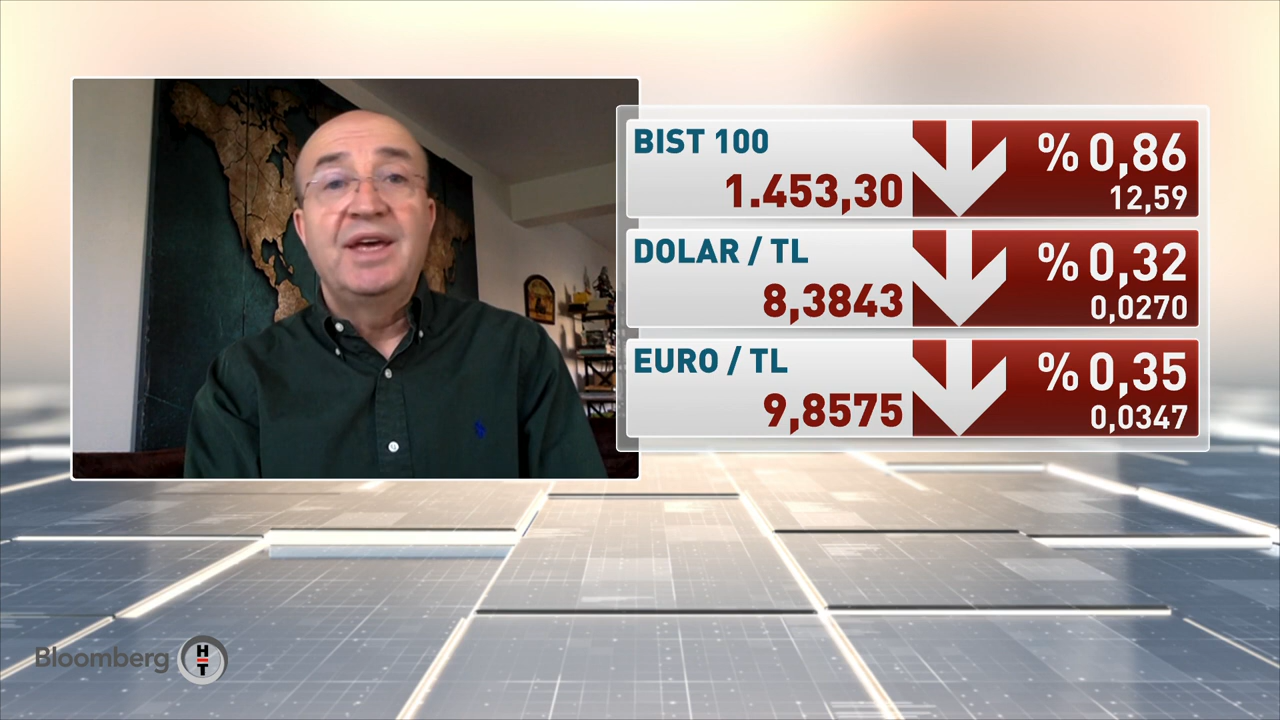 BIST 100
1.453,30
% 0,86
12,59
DOLAR / TL
8,3843
% 0,32
0,0270
EURO / TL
9,8575
% 0,35
0,0347
Bloomberg HT